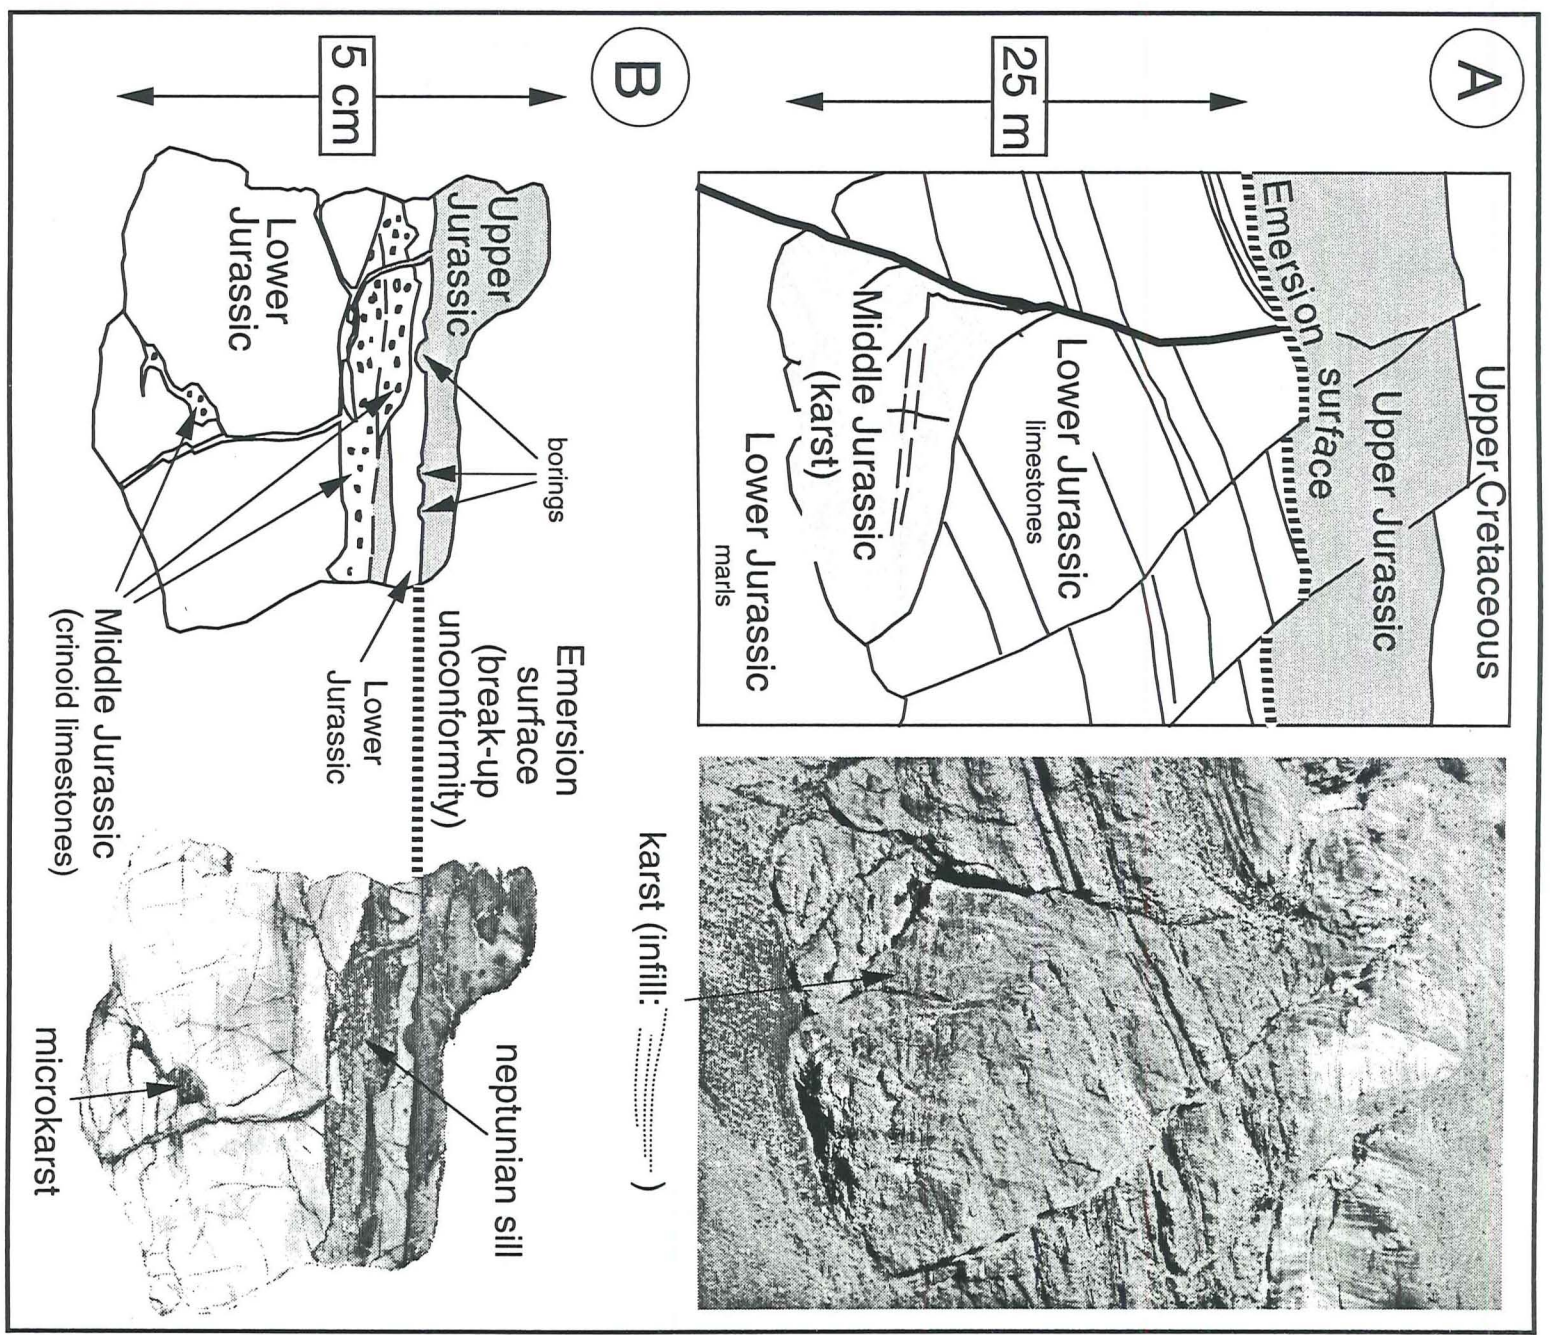 A
25 m
Upper Cretaceous
Upper Jurassic
Emersion
surface
Lower Jurassic
limestones
Middle Jurassic
(karst)
Lower Jurassic
marls
karst (infill: )
B
5 cm
Upper
Jurassic
borings
Lower
Jurassic
Emersion
surface
(break-up
unconformity)
Lower
Jurassic
Middle Jurassic
(crinoid limestones)
neptunian sill
microkarst